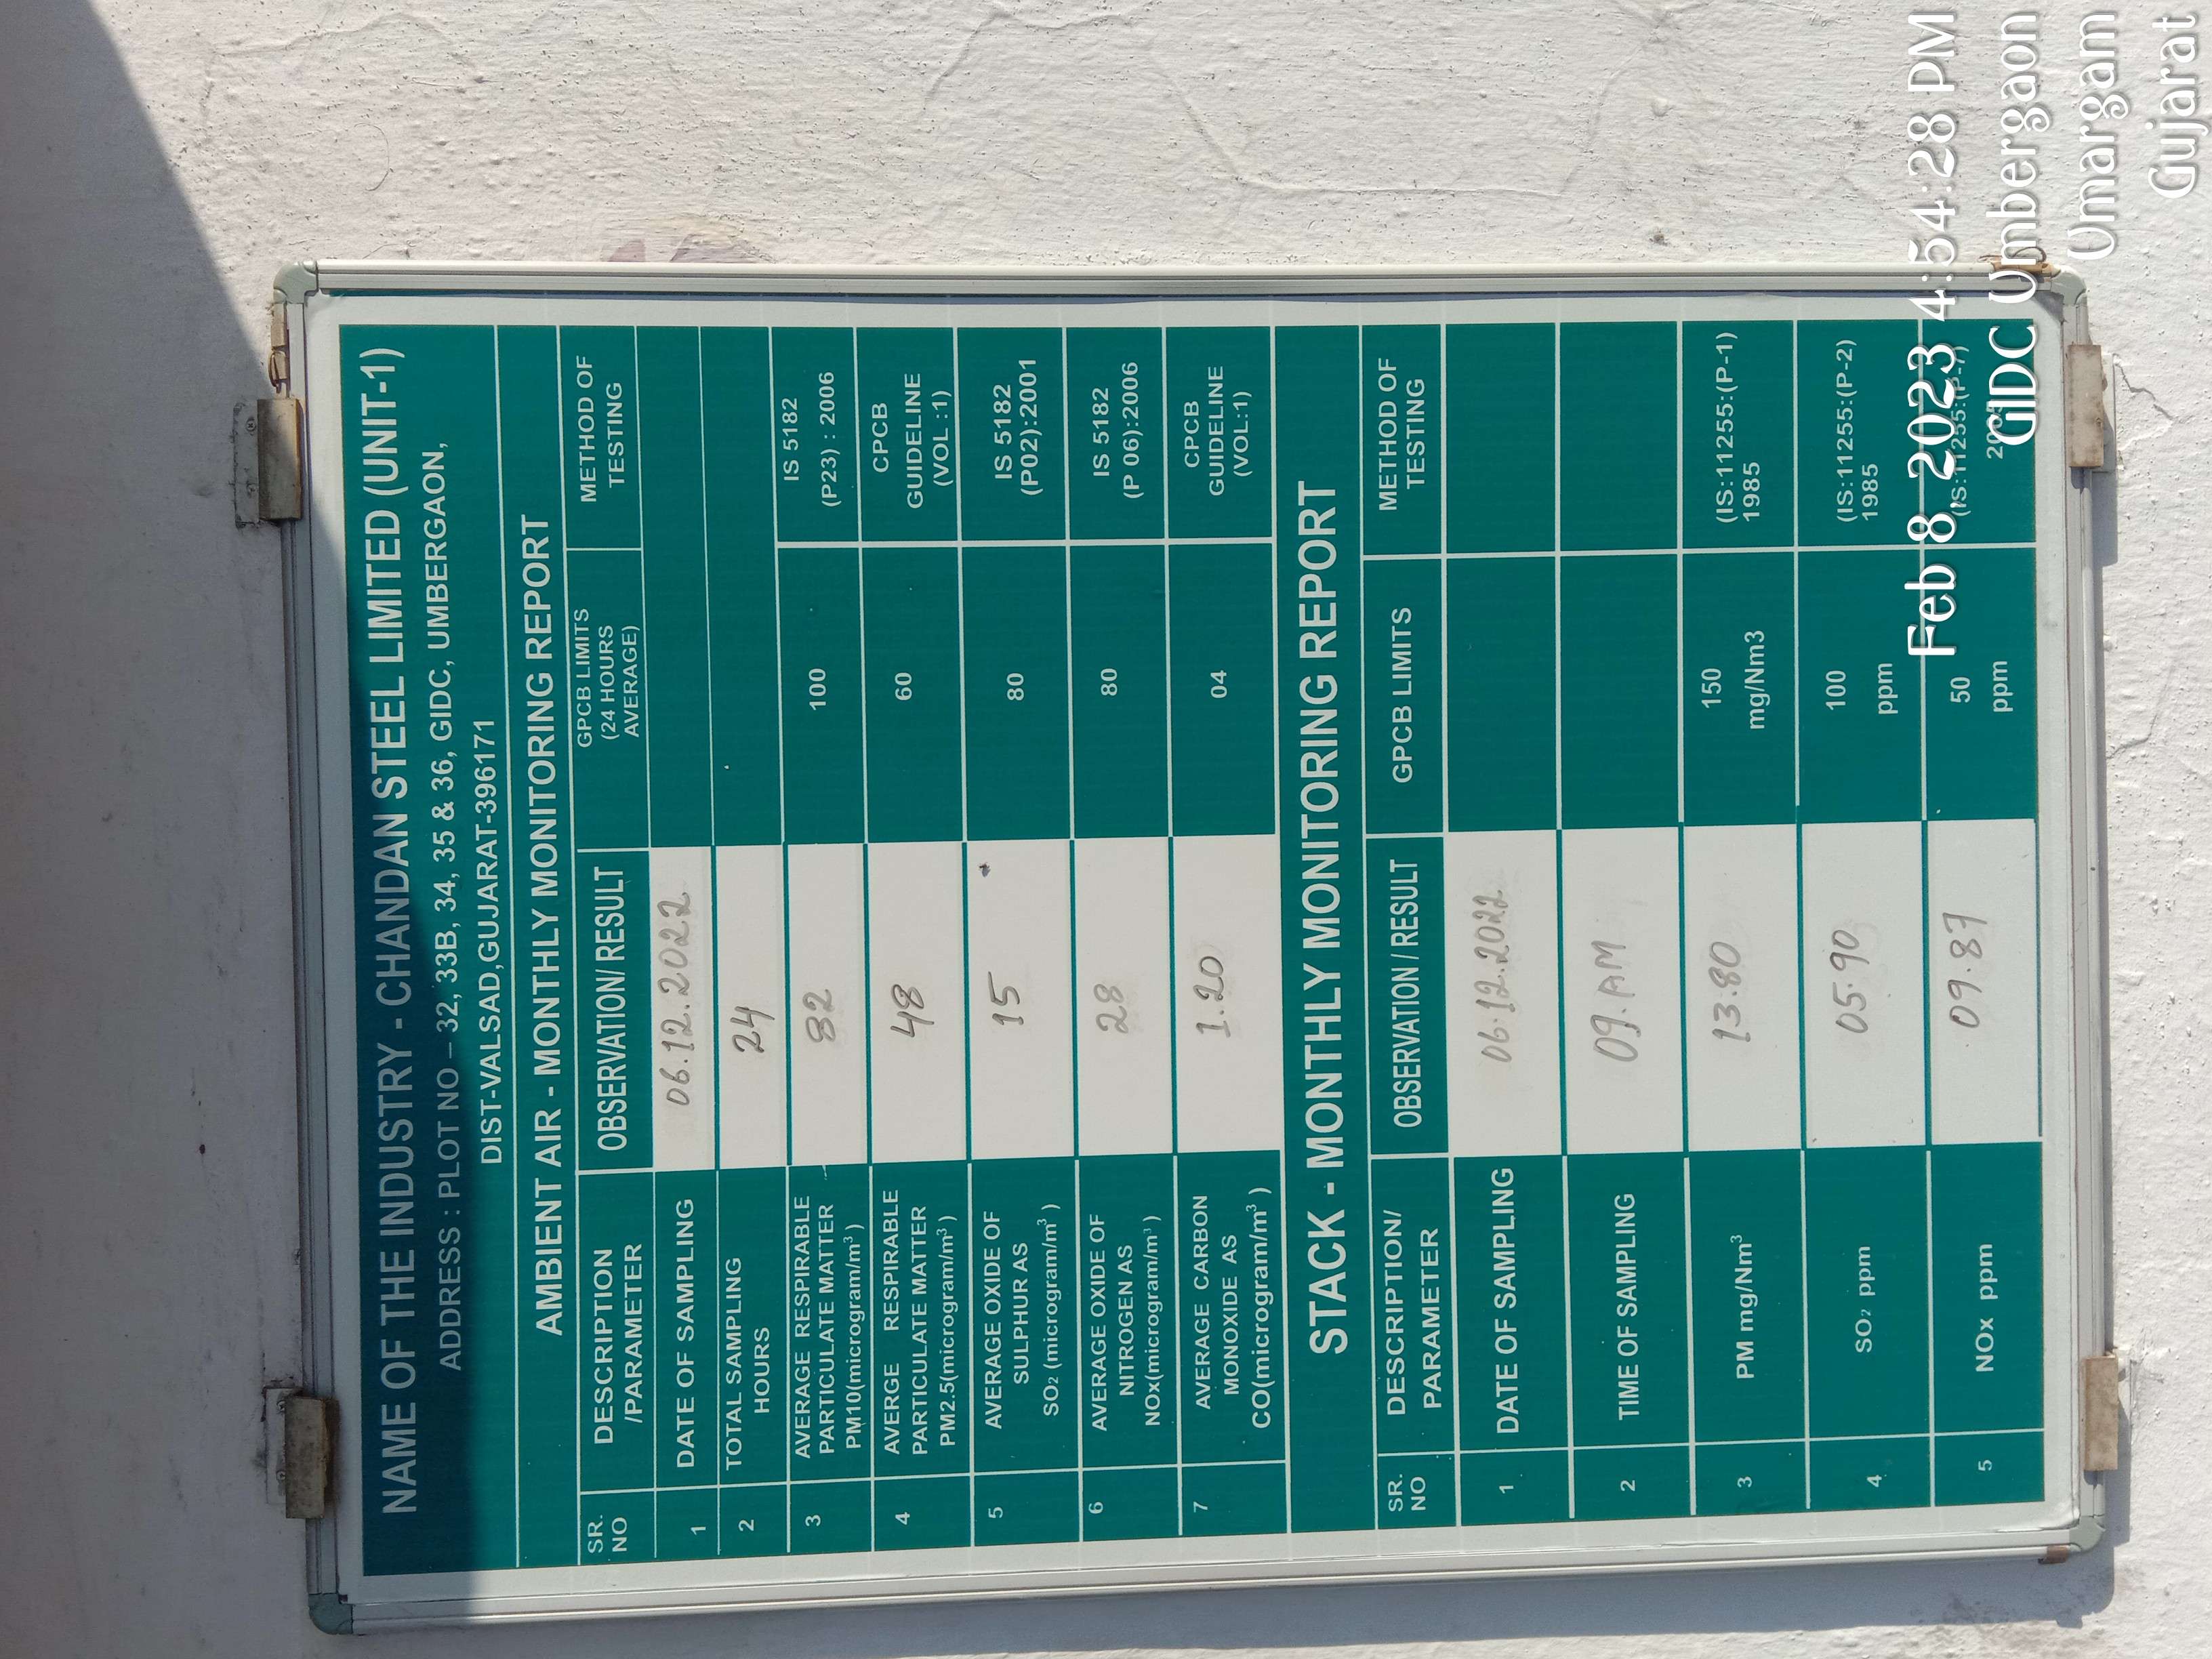 NAME OF THE INDUSTRY - CHANDAN STEEL LIMITED (UNIT-1)
ADDRESS : PLOT NO – 32, 33B, 34, 35 & 36, GIDC, UMBERGAON,
DIST-VALSAD,GUJARAT-396171
AMBIENT AIR - MONTHLY MONITORING REPORT
SR. NO DESCRIPTION /PARAMETER OBSERVATION/ RESULT GPCB LIMITS (24 HOURS AVERAGE) METHOD OF TESTING
1 DATE OF SAMPLING 06.12.2022
2 TOTAL SAMPLING HOURS 24
3 AVERAGE RESPIRABLE PARTICULATE MATTER PM10(microgram/m³) 82 100 IS 5182 (P23) : 2006
4 AVERGE RESPIRABLE PARTICULATE MATTER PM2.5(microgram/m³) 48 60 CPCB GUIDELINE (VOL :1)
5 AVERAGE OXIDE OF SULPHUR AS SO₂ (microgram/m³) 15 80 IS 5182 (P02):2001
6 AVERAGE OXIDE OF NITROGEN AS NOx(microgram/m³) 28 80 IS 5182 (P 06):2006
7 AVERAGE CARBON MONOXIDE AS CO(microgram/m³) 1.20 04 CPCB GUIDELINE (VOL:1)
STACK - MONTHLY MONITORING REPORT
SR. NO DESCRIPTION/ PARAMETER OBSERVATION / RESULT GPCB LIMITS METHOD OF TESTING
1 DATE OF SAMPLING 06.12.2022
2 TIME OF SAMPLING 09.AM
3 PM mg/Nm³ 13.80 150 mg/Nm3 (IS:11255:(P-1) 1985
4 SO₂ ppm 05.90 100 ppm (IS:11255:(P-2) 1985
5 NOx ppm 09.87 50 ppm
Feb 8, 2023 4:54:28 PM
GIDC Umbergaon
Umargam
Gujarat